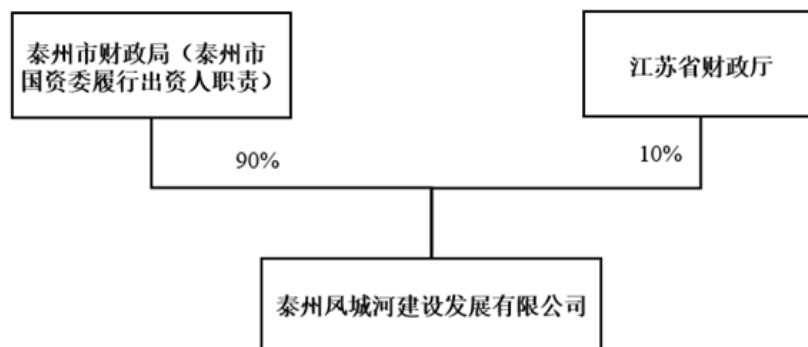 泰州市财政局（泰州市
国资委履行出资人职责）
江苏省财政厅
90%
10%
泰州凤城河建设发展有限公司